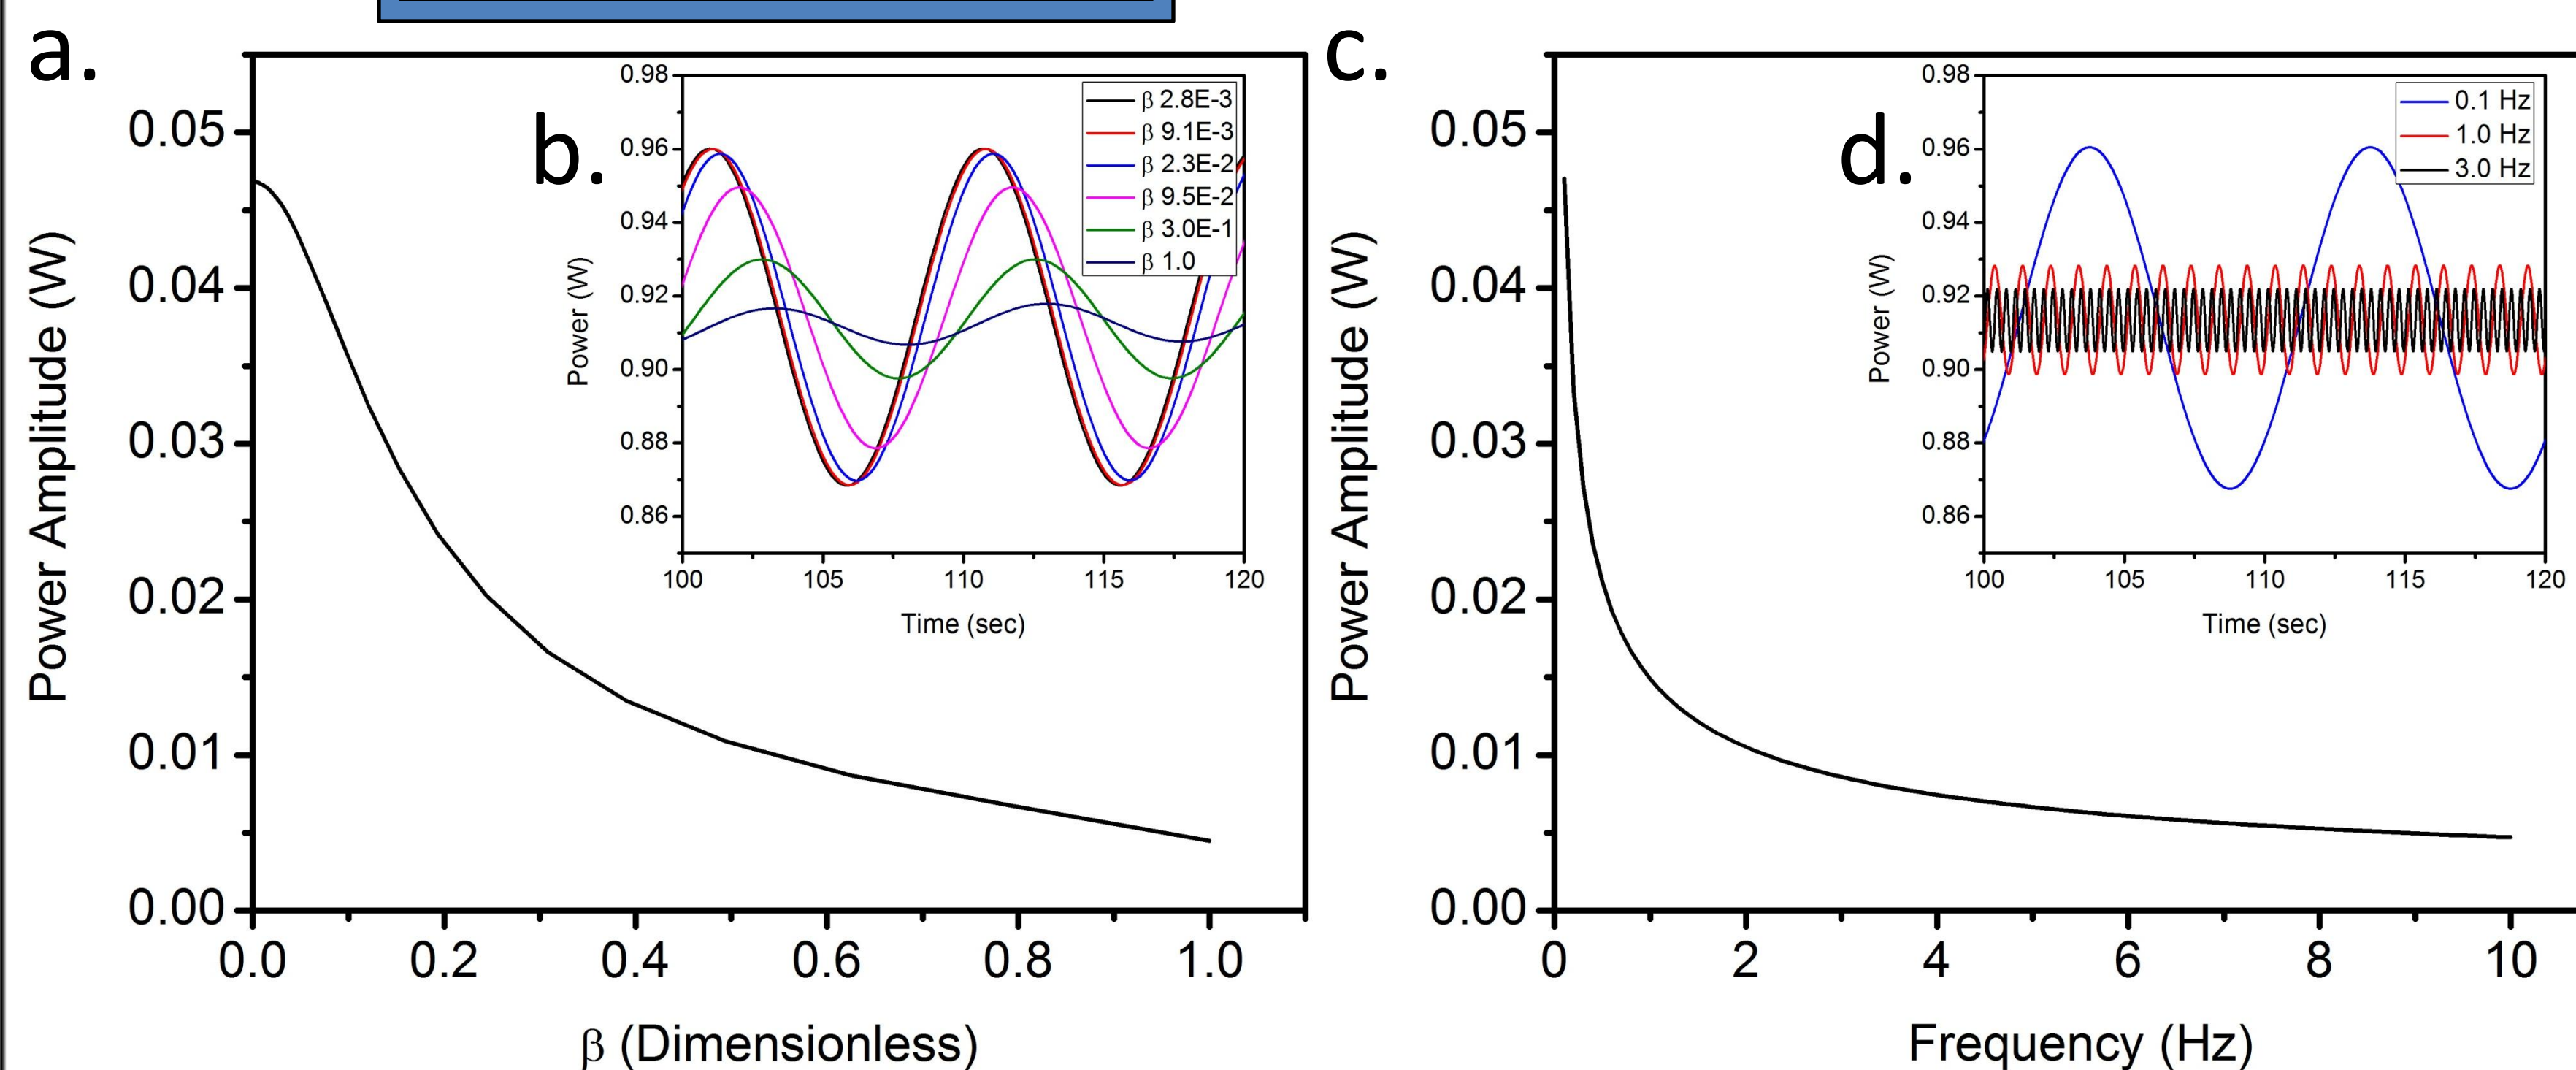 a.
Power Amplitude (W)
0.05
0.04
0.03
0.02
0.01
0.00
0.0 0.2 0.4 0.6 0.8 1.0
β (Dimensionless)
b.
Power (W)
0.98
0.96
0.94
0.92
0.90
0.88
0.86
100 105 110 115 120
Time (sec)
β 2.8E-3
β 9.1E-3
β 2.3E-2
β 9.5E-2
β 3.0E-1
β 1.0
c.
Power Amplitude (W)
0.05
0.04
0.03
0.02
0.01
0.00
0 2 4 6 8 10
Frequency (Hz)
d.
Power (W)
0.98
0.96
0.94
0.92
0.90
0.88
0.86
100 105 110 115 120
Time (sec)
0.1 Hz
1.0 Hz
3.0 Hz